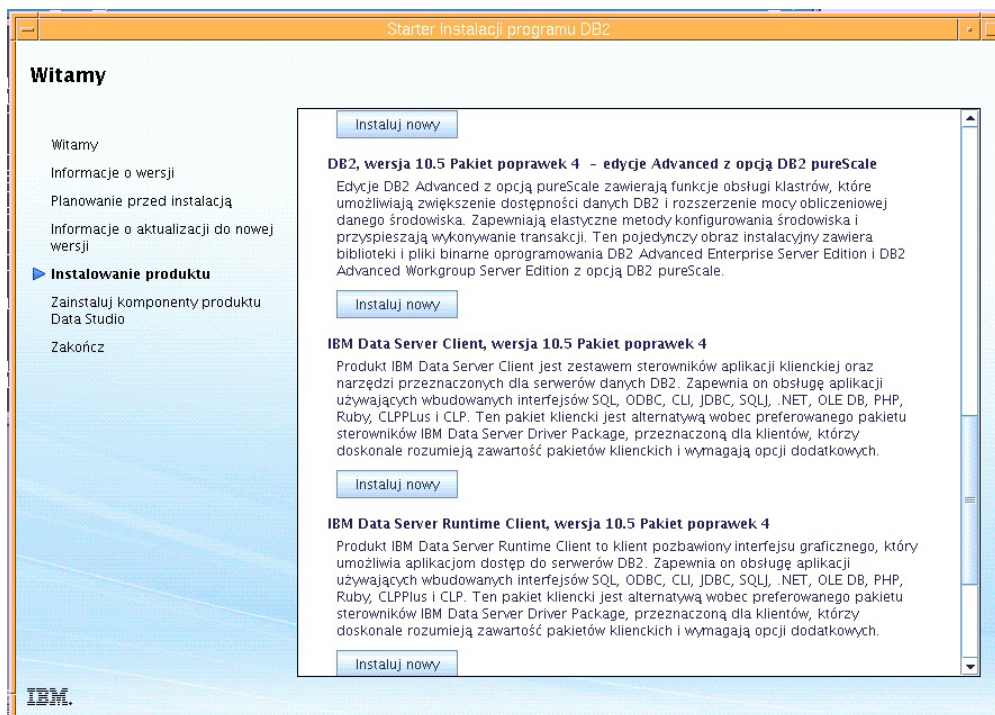 Starter instalacji programu DB2
Witamy
Witamy
Informacje o wersji
Planowanie przed instalacją
Informacje o aktualizacji do nowej
wersji
Instalowanie produktu
Zainstaluj komponenty produktu
Data Studio
Zakończ
Instaluj nowy
DB2, wersja 10.5 Pakiet poprawek 4 - edycje Advanced z opcją DB2 pureScale
Edycje DB2 Advanced z opcją pureScale zawierają funkcje obsługi klastrów, które
umożliwiają zwiększenie dostępności danych DB2 i rozszerzenie mocy obliczeniowej
danego środowiska. Zapewniają elastyczne metody konfigurowania środowiska i
przyspieszają wykonywanie transakcji. Ten pojedynczy obraz instalacyjny zawiera
biblioteki i pliki binarne oprogramowania DB2 Advanced Enterprise Server Edition i DB2
Advanced Workgroup Server Edition z opcją DB2 pureScale.
Instaluj nowy
IBM Data Server Client, wersja 10.5 Pakiet poprawek 4
Produkt IBM Data Server Client jest zestawem sterowników aplikacji klienckiej oraz
narzędzi przeznaczonych dla serwerów danych DB2. Zapewnia on obsługę aplikacji
używających wbudowanych interfejsów SQL, ODBC, CLI, JDBC, SQLJ, .NET, OLE DB, PHP,
Ruby, CLPPLus i CLP. Ten pakiet kliencki jest alternatywą wobec preferowanego pakietu
sterowników IBM Data Server Driver Package, przeznaczoną dla klientów, którzy
doskonale rozumieją zawartość pakietów klienckich i wymagają opcji dodatkowych.
Instaluj nowy
IBM Data Server Runtime Client, wersja 10.5 Pakiet poprawek 4
Produkt IBM Data Server Runtime Client to klient pozbawiony interfejsu graficznego, który
umożliwia aplikacjom dostęp do serwerów DB2. Zapewnia on obsługę aplikacji
używających wbudowanych interfejsów SQL, ODBC, CLI, JDBC, SQLJ, .NET, OLE DB, PHP,
Ruby, CLPPlus i CLP. Ten pakiet kliencki jest alternatywą wobec preferowanego pakietu
sterowników IBM Data Server Driver Package, przeznaczoną dla klientów, którzy
doskonale rozumieją zawartość pakietów klienckich i wymagają opcji dodatkowych.
Instaluj nowy
IBM.